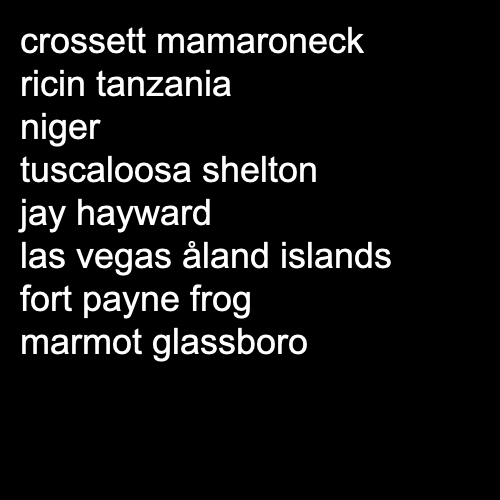 crossett mamaroneck
ricin tanzania
niger
tuscaloosa shelton
jay hayward
las vegas åland islands
fort payne frog
marmot glassboro